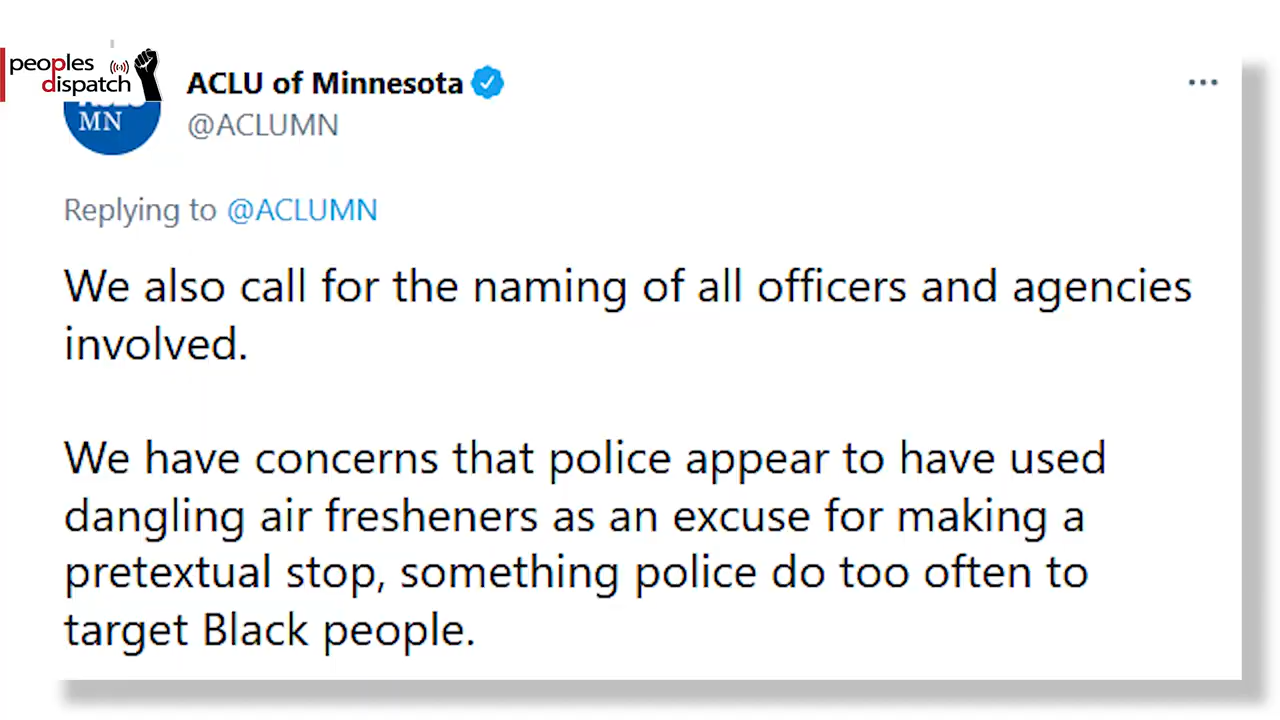 peoples
dispatch
ACLU of Minnesota
MN
@ACLUMN
Replying to @ACLUMN
We also call for the naming of all officers and agencies
involved.
We have concerns that police appear to have used
dangling air fresheners as an excuse for making a
pretextual stop, something police do too often to
target Black people.